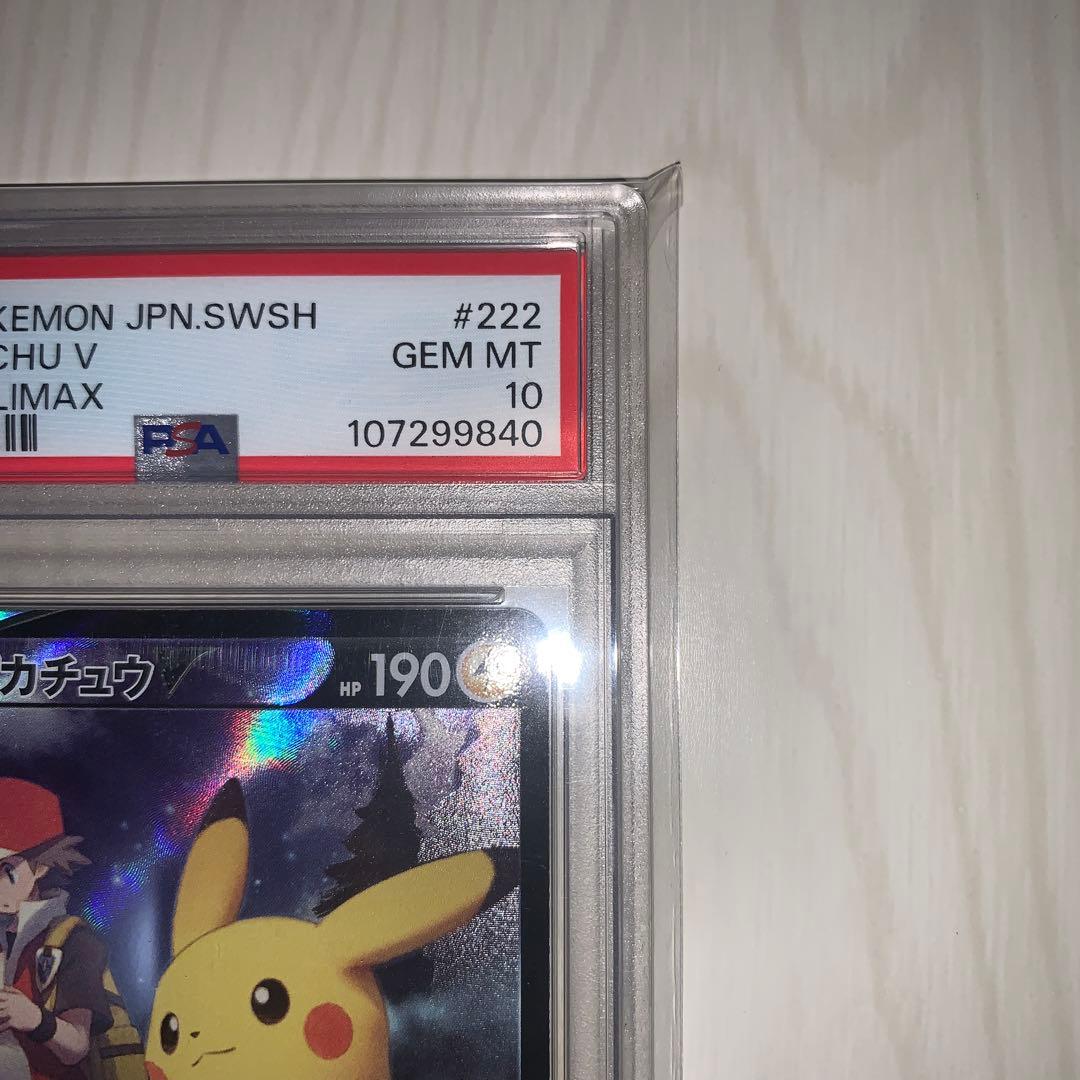 KEMON JPN.SWSH #222
CHU V GEM MT
LIMAX 10
PSA 107299840
カチュウV HP 190